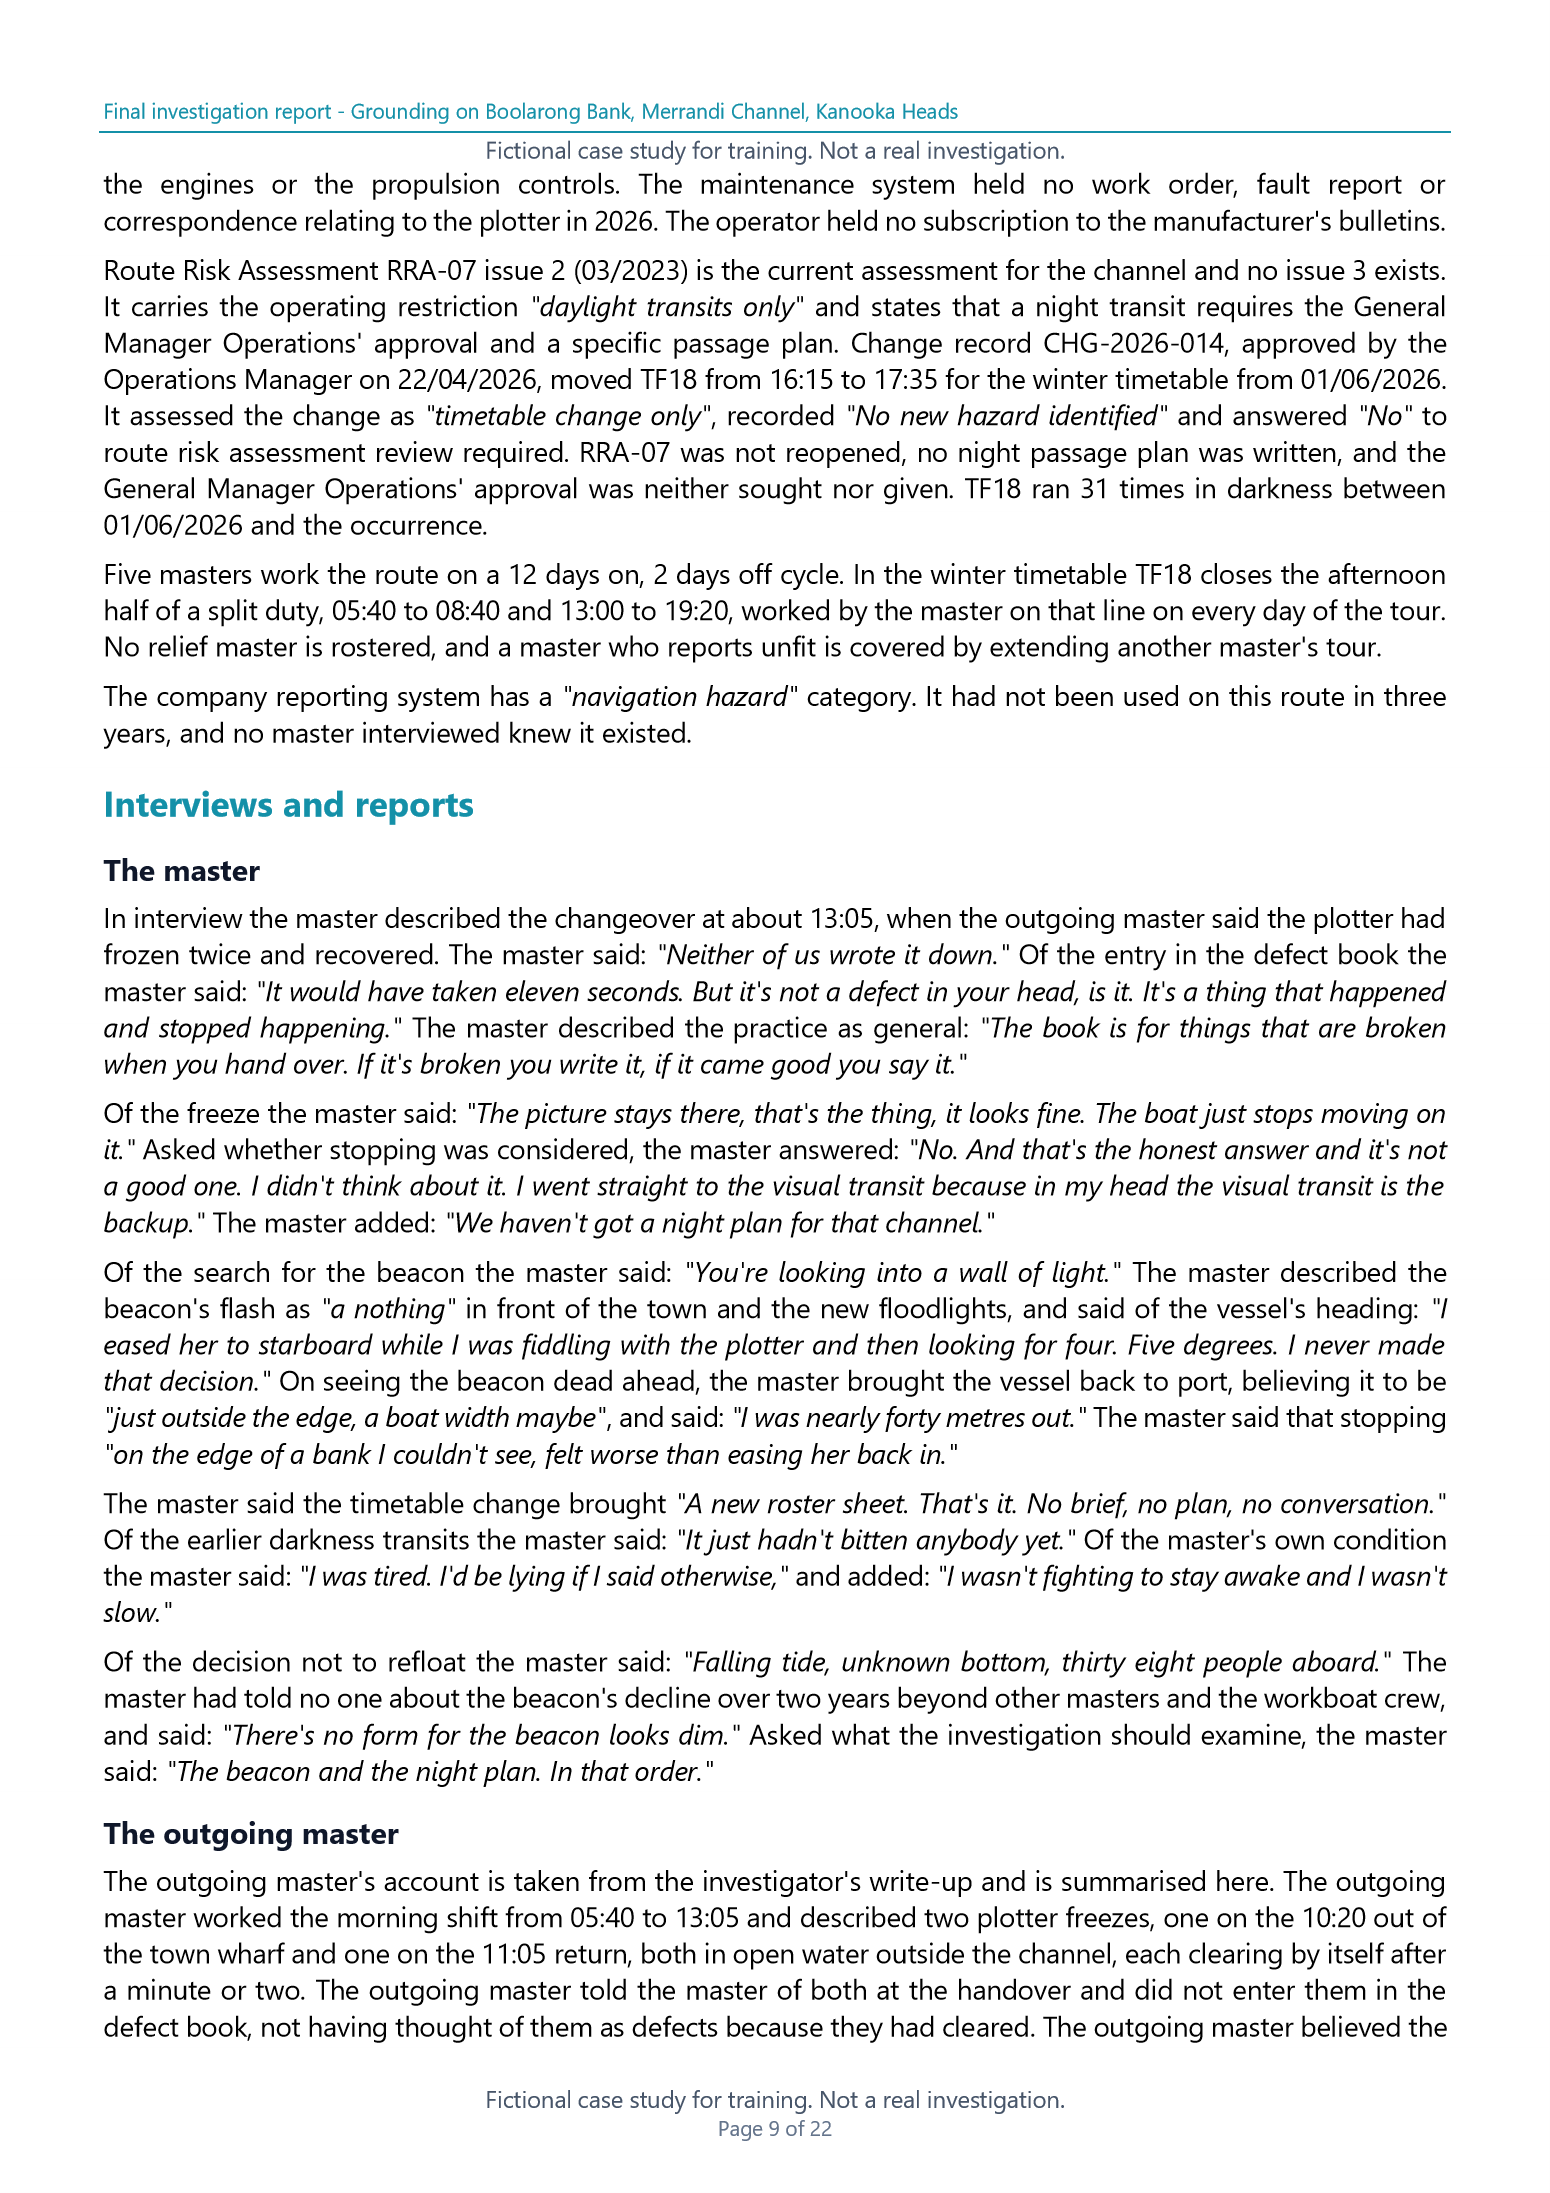 Final investigation report - Grounding on Boolarong Bank, Merrandi Channel, Kanooka Heads
Fictional case study for training. Not a real investigation.
the engines or the propulsion controls. The maintenance system held no work order, fault report or
correspondence relating to the plotter in 2026. The operator held no subscription to the manufacturer's bulletins.
Route Risk Assessment RRA-07 issue 2 (03/2023) is the current assessment for the channel and no issue 3 exists.
It carries the operating restriction "daylight transits only" and states that a night transit requires the General
Manager Operations' approval and a specific passage plan. Change record CHG-2026-014, approved by the
Operations Manager on 22/04/2026, moved TF18 from 16:15 to 17:35 for the winter timetable from 01/06/2026.
It assessed the change as "timetable change only", recorded "No new hazard identified" and answered "No" to
route risk assessment review required. RRA-07 was not reopened, no night passage plan was written, and the
General Manager Operations' approval was neither sought nor given. TF18 ran 31 times in darkness between
01/06/2026 and the occurrence.
Five masters work the route on a 12 days on, 2 days off cycle. In the winter timetable TF18 closes the afternoon
half of a split duty, 05:40 to 08:40 and 13:00 to 19:20, worked by the master on that line on every day of the tour.
No relief master is rostered, and a master who reports unfit is covered by extending another master's tour.
The company reporting system has a "navigation hazard" category. It had not been used on this route in three
years, and no master interviewed knew it existed.
Interviews and reports
The master
In interview the master described the changeover at about 13:05, when the outgoing master said the plotter had
frozen twice and recovered. The master said: "Neither of us wrote it down." Of the entry in the defect book the
master said: "It would have taken eleven seconds. But it's not a defect in your head, is it. It's a thing that happened
and stopped happening." The master described the practice as general: "The book is for things that are broken
when you hand over. If it's broken you write it, if it came good you say it."
Of the freeze the master said: "The picture stays there, that's the thing, it looks fine. The boat just stops moving on
it." Asked whether stopping was considered, the master answered: "No. And that's the honest answer and it's not
a good one. I didn't think about it. I went straight to the visual transit because in my head the visual transit is the
backup." The master added: "We haven't got a night plan for that channel."
Of the search for the beacon the master said: "You're looking into a wall of light." The master described the
beacon's flash as "a nothing" in front of the town and the new floodlights, and said of the vessel's heading: "I
eased her to starboard while I was fiddling with the plotter and then looking for four. Five degrees. I never made
that decision." On seeing the beacon dead ahead, the master brought the vessel back to port, believing it to be
"just outside the edge, a boat width maybe", and said: "I was nearly forty metres out." The master said that stopping
"on the edge of a bank I couldn't see, felt worse than easing her back in."
The master said the timetable change brought "A new roster sheet. That's it. No brief, no plan, no conversation."
Of the earlier darkness transits the master said: "It just hadn't bitten anybody yet." Of the master's own condition
the master said: "I was tired. I'd be lying if I said otherwise," and added: "I wasn't fighting to stay awake and I wasn't
slow."
Of the decision not to refloat the master said: "Falling tide, unknown bottom, thirty eight people aboard." The
master had told no one about the beacon's decline over two years beyond other masters and the workboat crew,
and said: "There's no form for the beacon looks dim." Asked what the investigation should examine, the master
said: "The beacon and the night plan. In that order."
The outgoing master
The outgoing master's account is taken from the investigator's write-up and is summarised here. The outgoing
master worked the morning shift from 05:40 to 13:05 and described two plotter freezes, one on the 10:20 out of
the town wharf and one on the 11:05 return, both in open water outside the channel, each clearing by itself after
a minute or two. The outgoing master told the master of both at the handover and did not enter them in the
defect book, not having thought of them as defects because they had cleared. The outgoing master believed the
Fictional case study for training. Not a real investigation.
Page 9 of 22